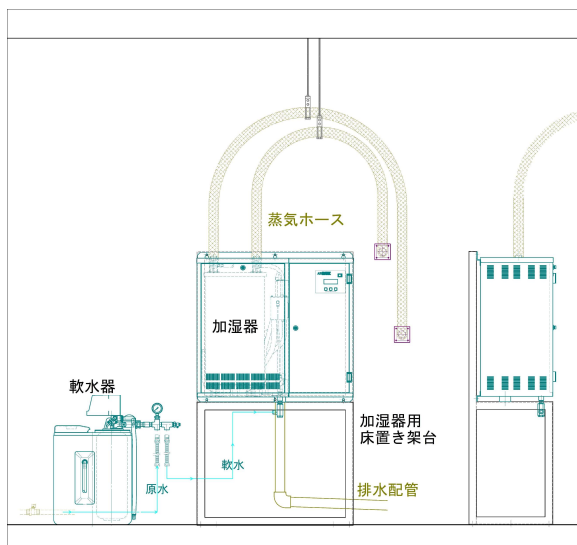 蒸気ホース
加湿器
軟水器
加湿器用
床置き架台
軟水
原水
排水配管